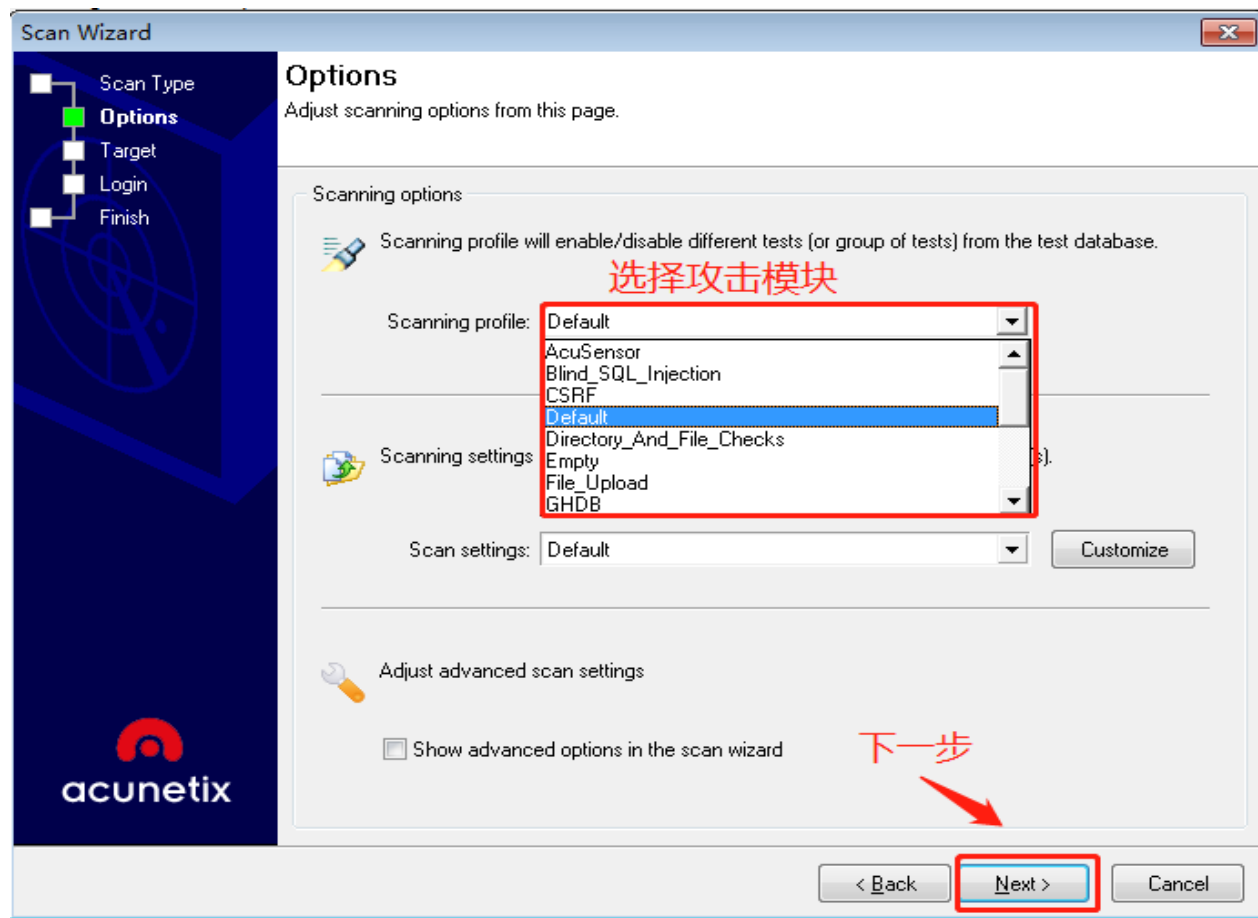 Scan Wizard
Scan Type
Options
Target
Login
Finish
acunetix
Options
Adjust scanning options from this page.
Scanning options
Scanning profile will enable/disable different tests (or group of tests) from the test database.
选择攻击模块
Scanning profile: Default
AcuSensor
Blind_SQL_Injection
CSRF
Default
Directory_And_File_Checks
Empty
File_Upload
GHDB
Scanning settings s).
Scan settings: Default Customize
Adjust advanced scan settings
Show advanced options in the scan wizard
下一步
< Back Next > Cancel